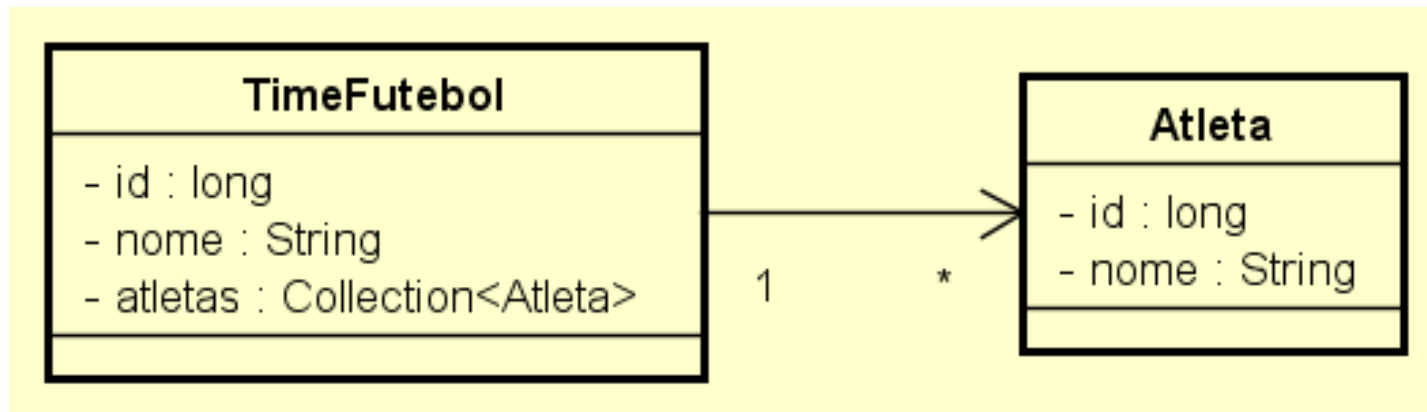 TimeFutebol
- id : long
- nome : String
- atletas : Collection<Atleta>
1
*
Atleta
- id : long
- nome : String